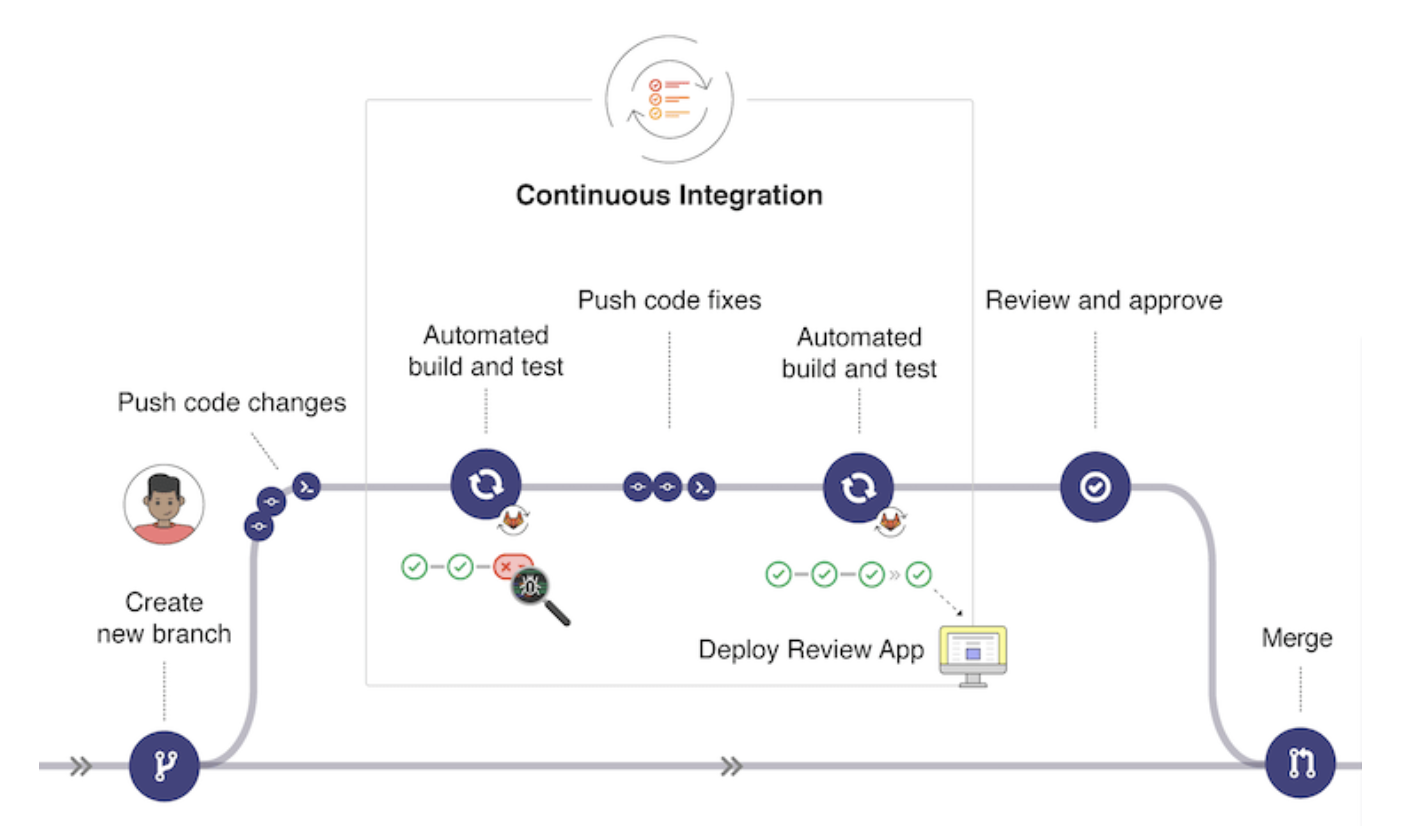 Continuous Integration
Push code fixes
Review and approve
Automated
build and test
Automated
build and test
Push code changes
Create
new branch
Deploy Review App
Merge